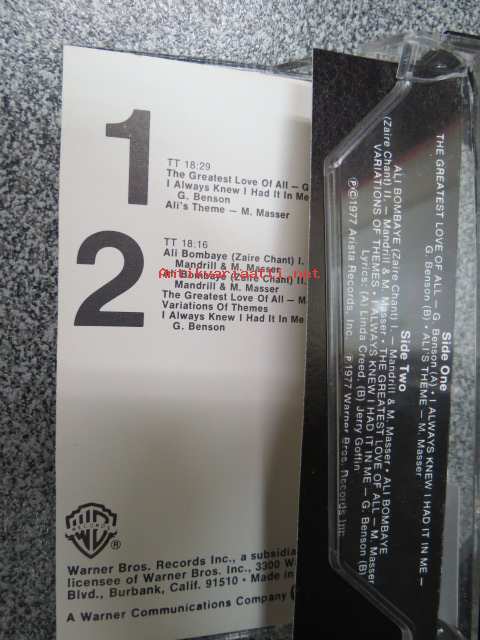 1
TT 18:29
The Greatest Love Of All — G
I Always Knew I Had It In Me
G. Benson
Ali's Theme — M. Masser
2
TT 18:16
Ali Bombaye (Zaire Chant) I.
Mandrill & M. Masser
Ali Bombaye (Zaire Chant) II.
Mandrill & M. Masser
The Greatest Love Of All — M
Variations Of Themes
I Always Knew I Had It In Me
G. Benson
Antikvariaatti.net
WB
®
Warner Bros. Records Inc., a subsidia
licensee of Warner Bros. Inc., 3300 W
Blvd., Burbank, Calif. 91510 • Made in
A Warner Communications Company
Side One
THE GREATEST LOVE OF ALL — G. Benson (A) • I ALWAYS KNEW I HAD IT IN ME —
G. Benson (B) • ALI'S THEME — M. Masser
Side Two
ALI BOMBAYE (Zaire Chant) I. — Mandrill & M. Masser • ALI BOMBAYE
(Zaire Chant) II. — Mandrill & M. Masser • THE GREATEST LOVE OF ALL — M. Masser
VARIATIONS OF THEMES • I ALWAYS KNEW I HAD IT IN ME — G. Benson (B)
Lyrics: (A) Linda Creed, (B) Jerry Goffin
℗©1977 Arista Records, Inc. ℗1977 Warner Bros. Records Inc.